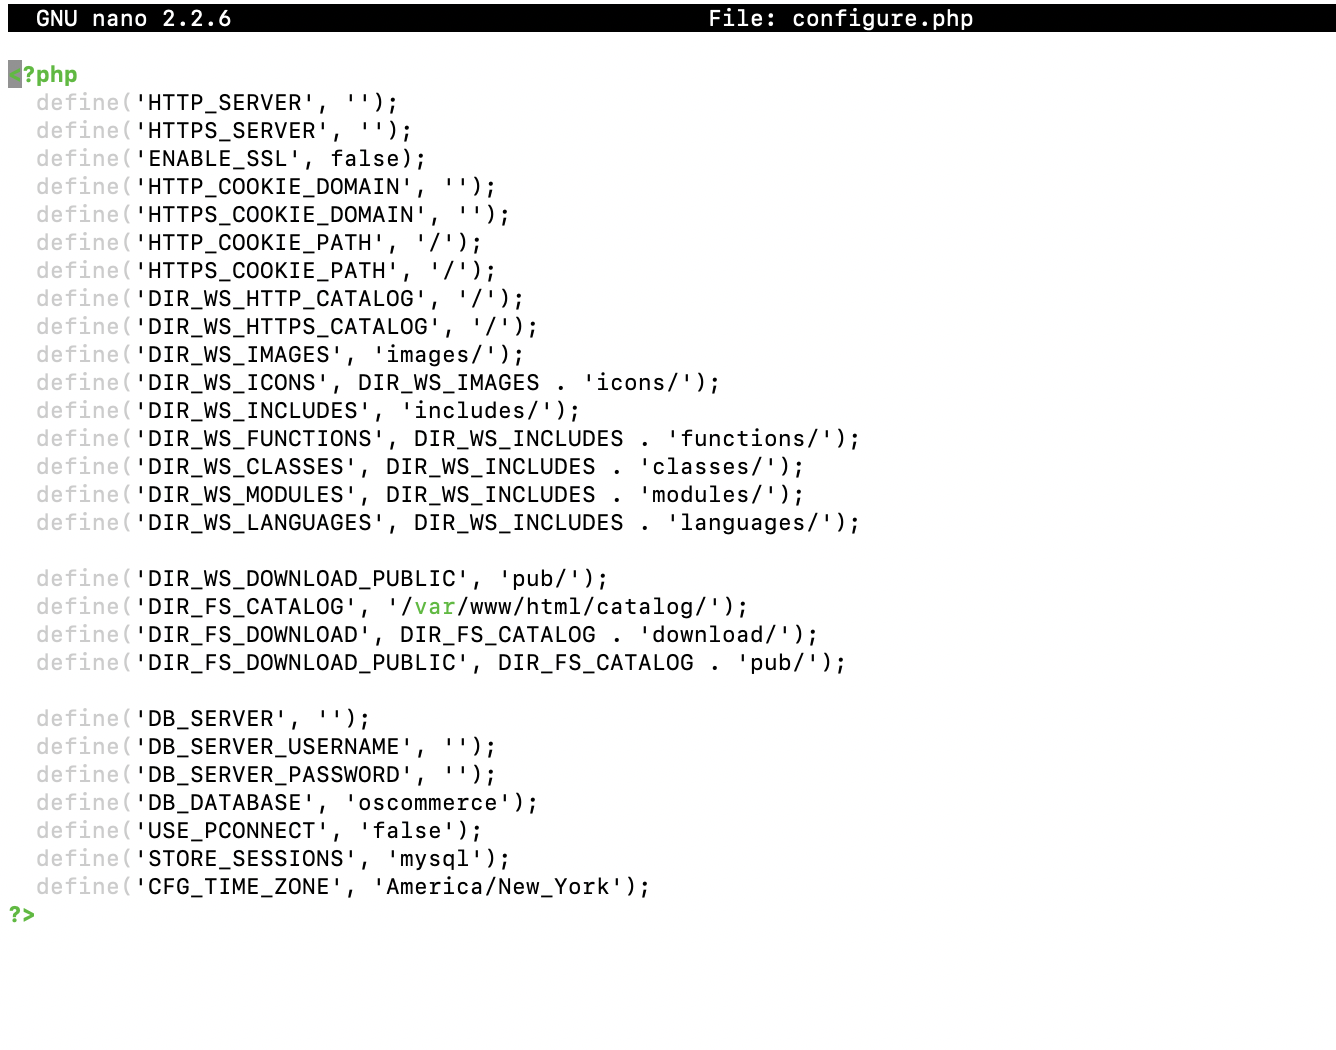 GNU nano 2.2.6 File: configure.php
<?php
define('HTTP_SERVER', '');
define('HTTPS_SERVER', '');
define('ENABLE_SSL', false);
define('HTTP_COOKIE_DOMAIN', '');
define('HTTPS_COOKIE_DOMAIN', '');
define('HTTP_COOKIE_PATH', '/');
define('HTTPS_COOKIE_PATH', '/');
define('DIR_WS_HTTP_CATALOG', '/');
define('DIR_WS_HTTPS_CATALOG', '/');
define('DIR_WS_IMAGES', 'images/');
define('DIR_WS_ICONS', DIR_WS_IMAGES . 'icons/');
define('DIR_WS_INCLUDES', 'includes/');
define('DIR_WS_FUNCTIONS', DIR_WS_INCLUDES . 'functions/');
define('DIR_WS_CLASSES', DIR_WS_INCLUDES . 'classes/');
define('DIR_WS_MODULES', DIR_WS_INCLUDES . 'modules/');
define('DIR_WS_LANGUAGES', DIR_WS_INCLUDES . 'languages/');
define('DIR_WS_DOWNLOAD_PUBLIC', 'pub/');
define('DIR_FS_CATALOG', '/var/www/html/catalog/');
define('DIR_FS_DOWNLOAD', DIR_FS_CATALOG . 'download/');
define('DIR_FS_DOWNLOAD_PUBLIC', DIR_FS_CATALOG . 'pub/');
define('DB_SERVER', '');
define('DB_SERVER_USERNAME', '');
define('DB_SERVER_PASSWORD', '');
define('DB_DATABASE', 'oscommerce');
define('USE_PCONNECT', 'false');
define('STORE_SESSIONS', 'mysql');
define('CFG_TIME_ZONE', 'America/New_York');
?>